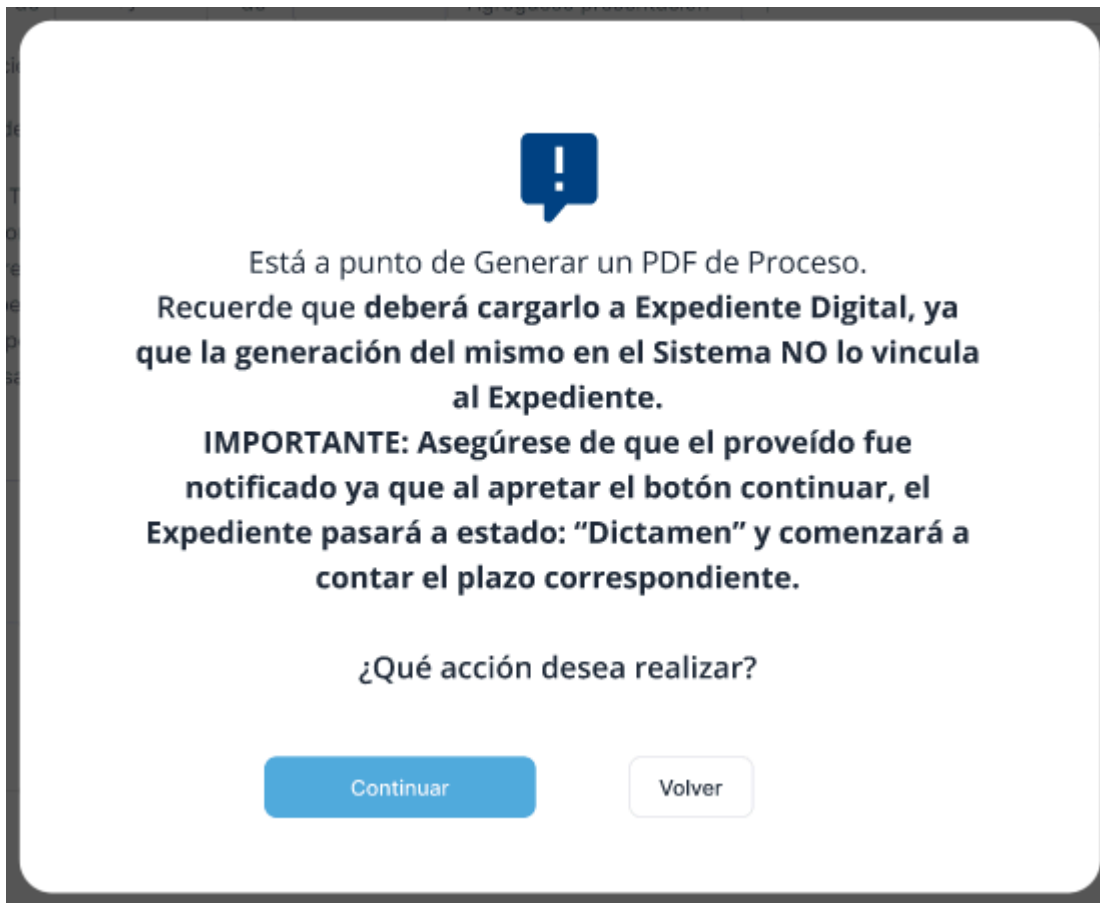 Agréguese presentación
Está a punto de Generar un PDF de Proceso.
Recuerde que deberá cargarlo a Expediente Digital, ya
que la generación del mismo en el Sistema NO lo vincula
al Expediente.
IMPORTANTE: Asegúrese de que el proveído fue
notificado ya que al apretar el botón continuar, el
Expediente pasará a estado: “Dictamen” y comenzará a
contar el plazo correspondiente.
¿Qué acción desea realizar?
Continuar
Volver